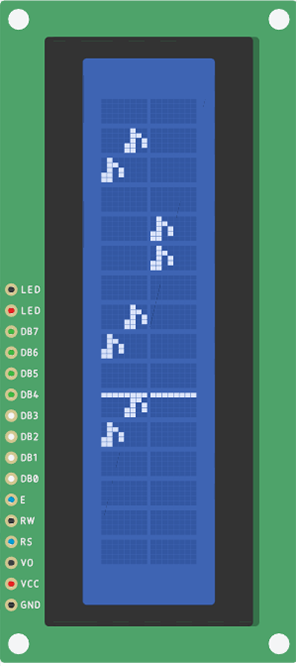 LED
LED
DB7
DB6
DB5
DB4
DB3
DB2
DB1
DB0
E
RW
RS
VO
VCC
GND